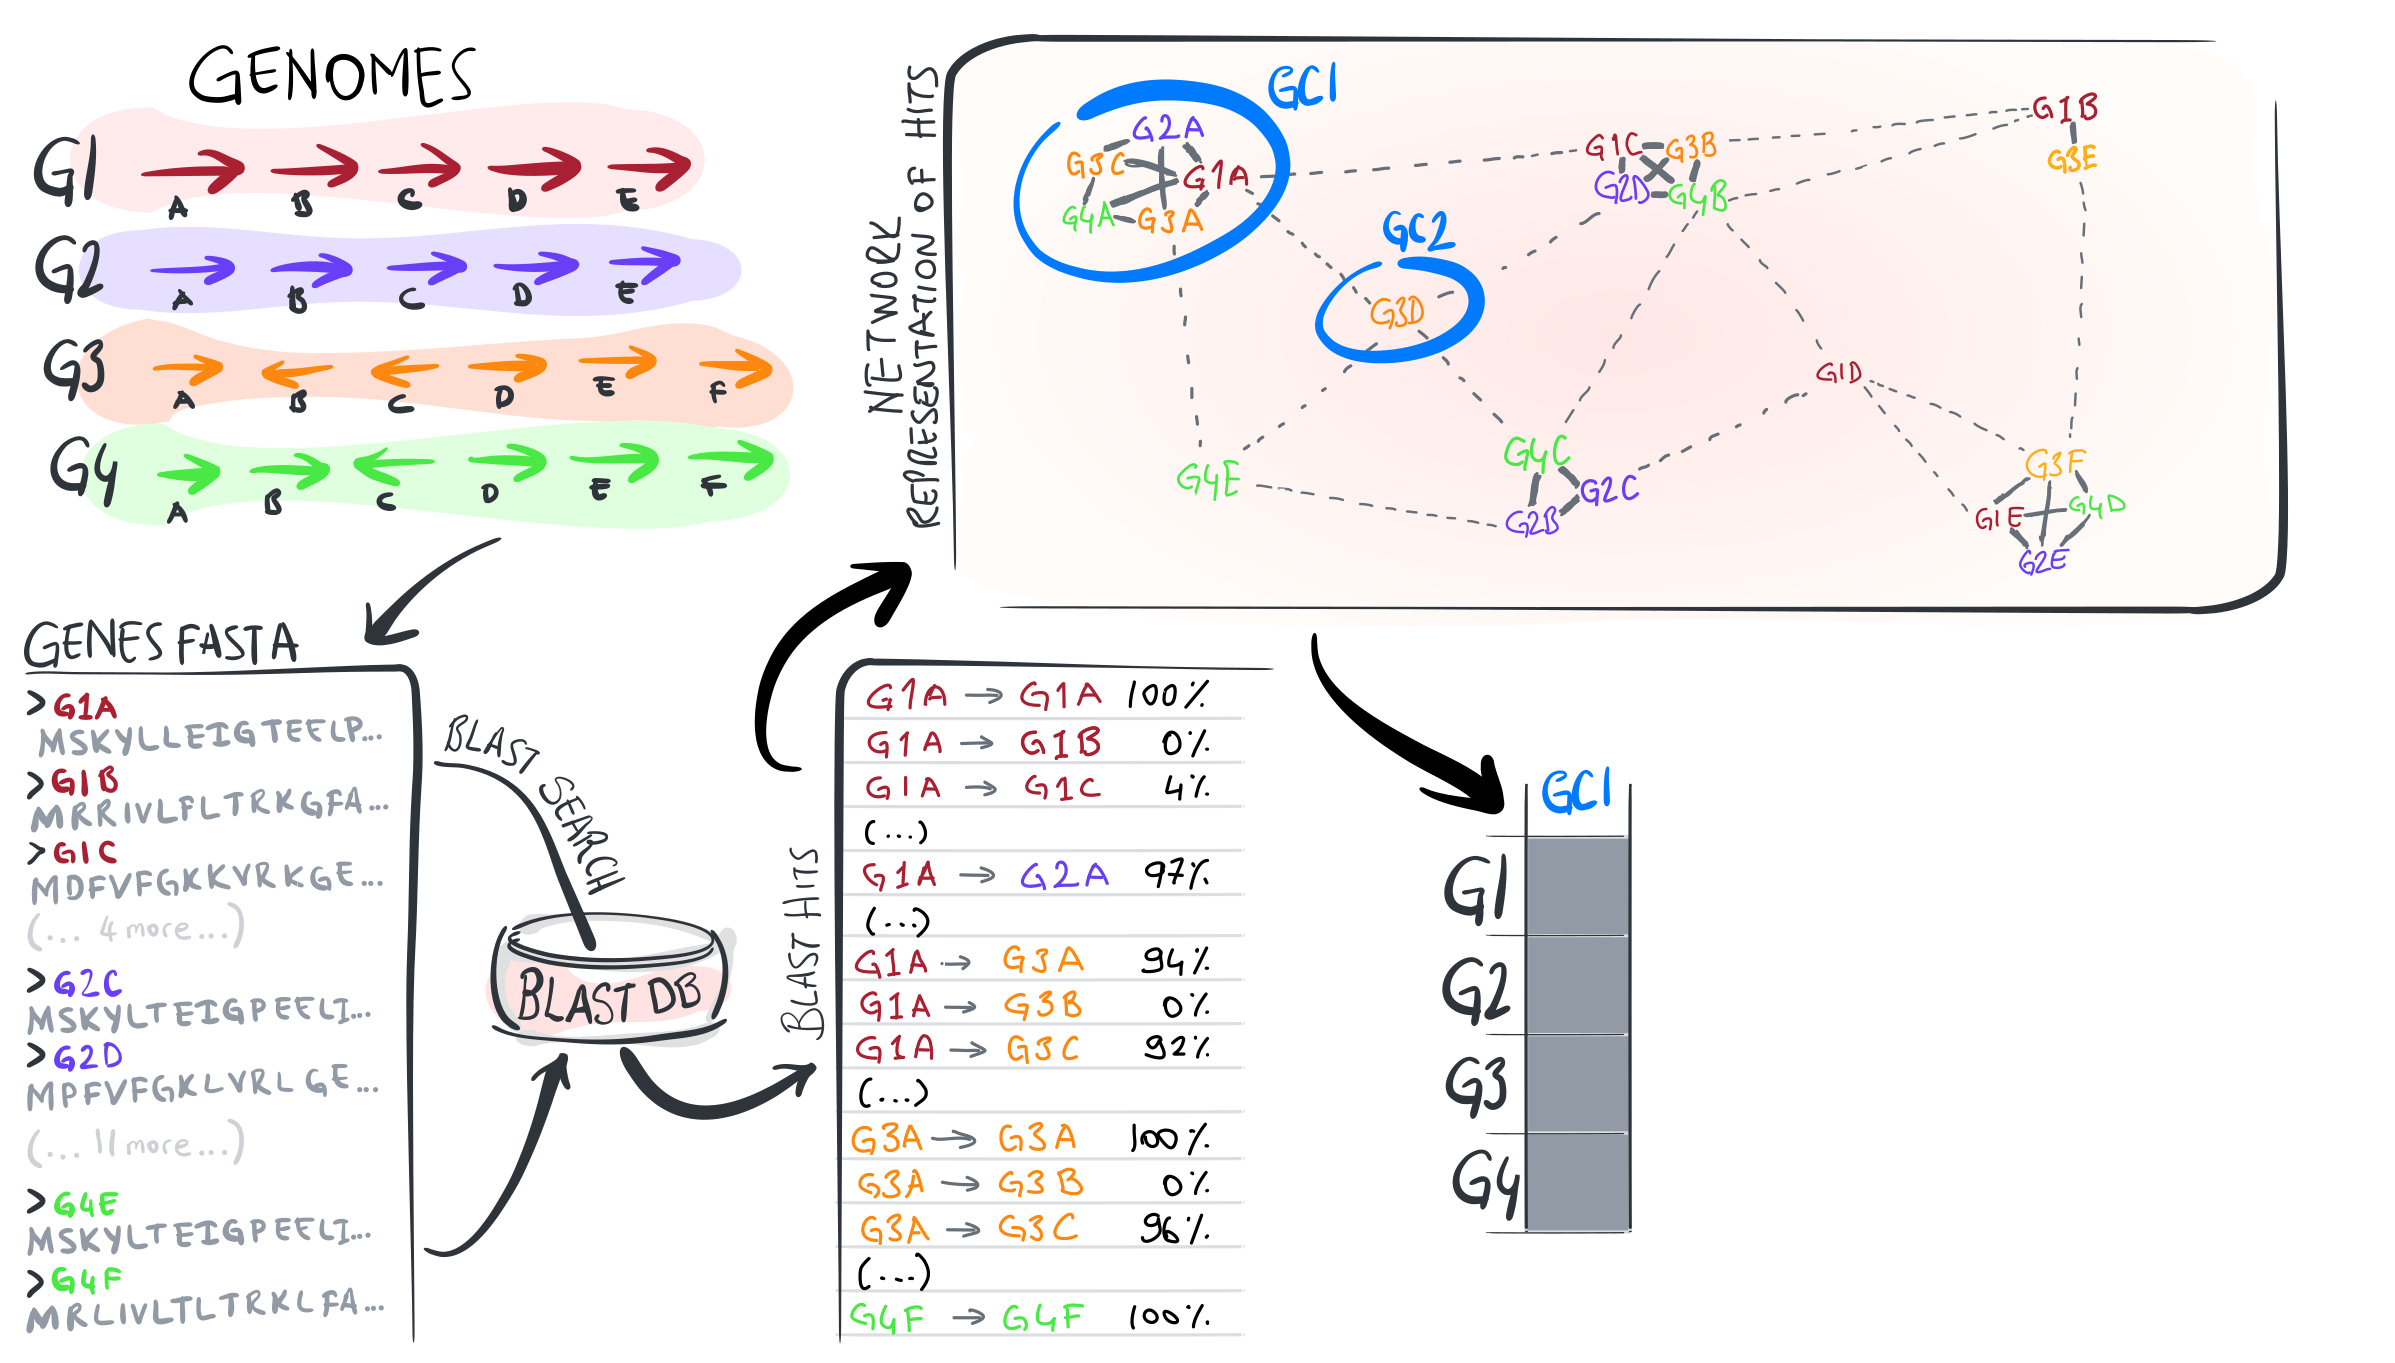 GENOMES
G1
A B C D E
G2
A B C D E
G3
A B C D E F
G4
A B C D E F
GENES FASTA
>G1A
MSKYLLEIGTEELP...
>G1B
MRRIVLFLTRKGFA...
>G1C
MDFVFGKKVRKGE...
(... 4 more...)
>G2C
MSKYLTEIGPEELI...
>G2D
MPFVFGKLVRLGE...
(... 11 more...)
>G4E
MSKYLTEIGPEELI...
>G4F
MRLIVLTLTRKLFA...
BLAST SEARCH
BLAST DB
BLAST HITS
G1A → G1A 100%
G1A → G1B 0%
G1A → G1C 4%
(...)
G1A → G2A 97%
(...)
G1A → G3A 94%
G1A → G3B 0%
G1A → G3C 92%
(...)
G3A → G3A 100%
G3A → G3B 0%
G3A → G3C 96%
(...)
G4F → G4F 100%
NETWORK
REPRESENTATION OF HITS
GC1
G2A
G3C
G1A
G4A
G3A
GC2
G3D
G1C
G3B
G2D
G4B
G1B
G3E
G1D
G4E
G4C
G2C
G2B
G3F
G1E
G4D
G2E
GC1
G1
G2
G3
G4